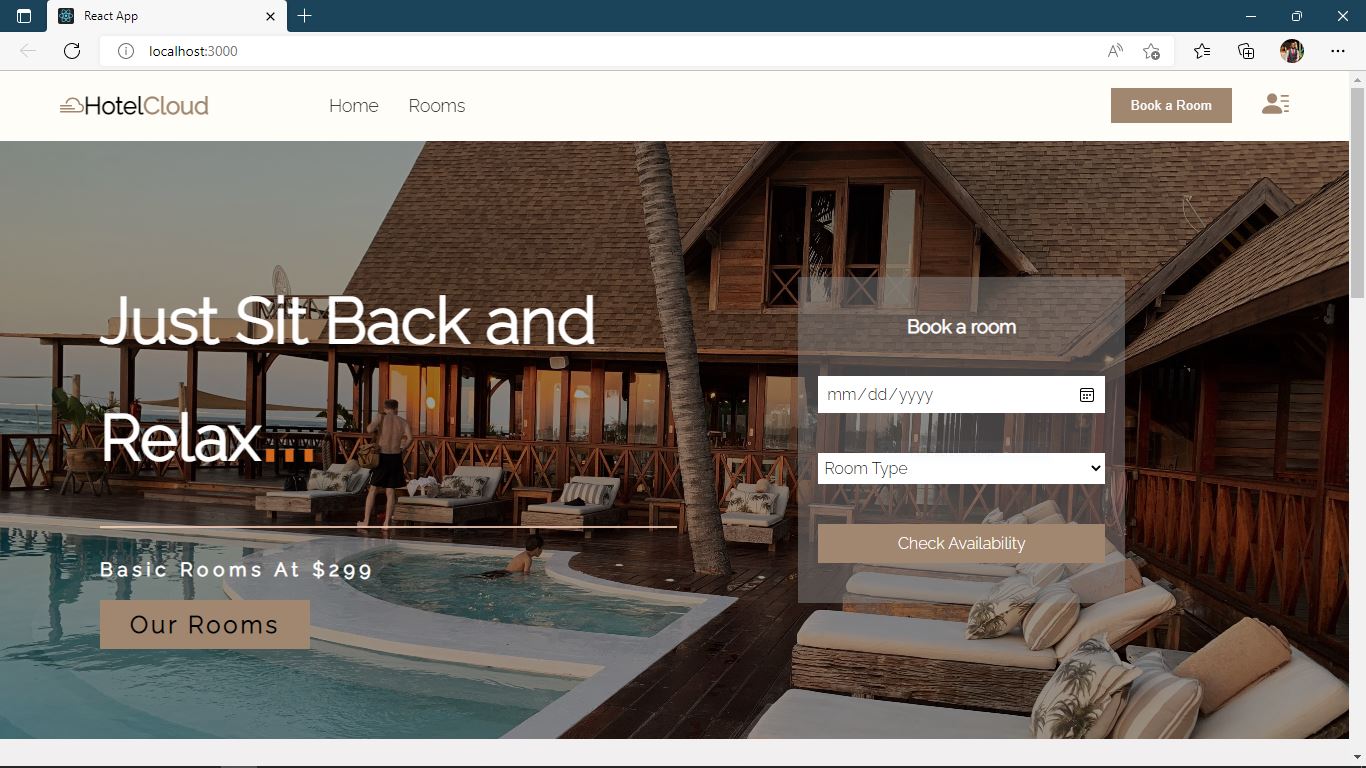 React App
localhost:3000
HotelCloud
Home
Rooms
Book a Room
Just Sit Back and
Relax...
Basic Rooms At $299
Our Rooms
Book a room
mm/dd/yyyy
Room Type
Check Availability